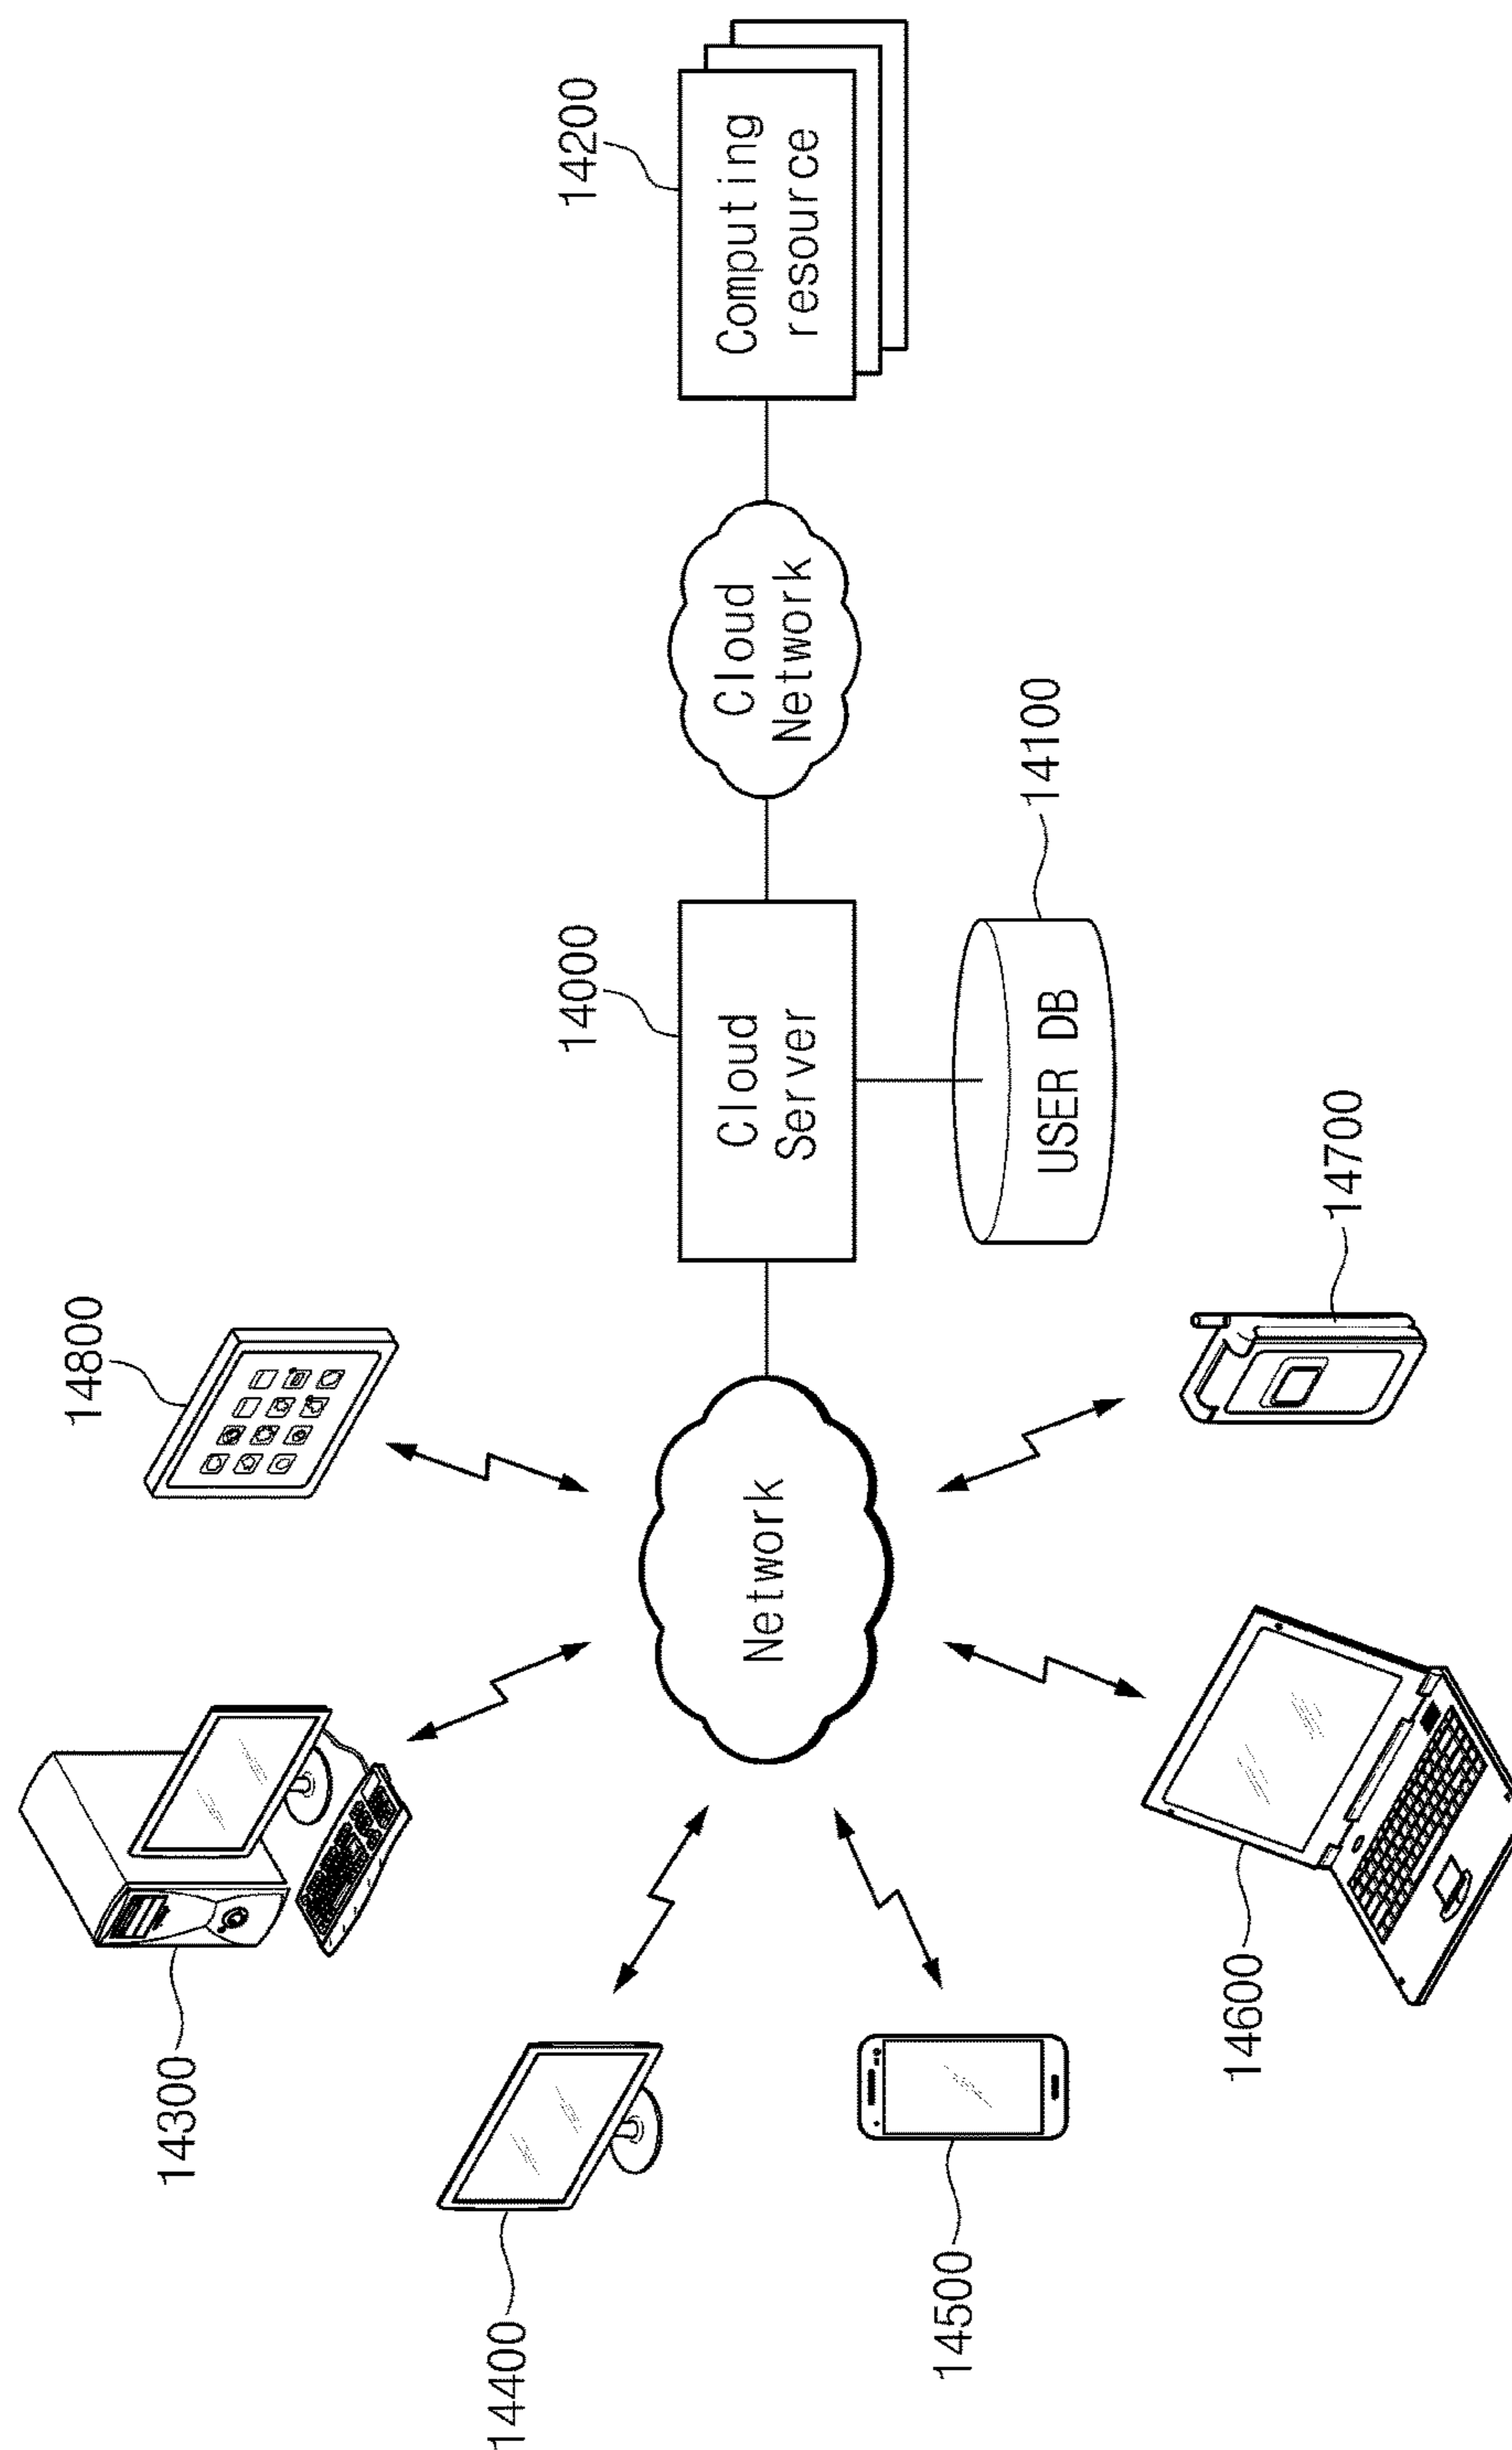 14800
14300
14400
Network
14500
14600
14700
14000
Cloud
Server
USER DB
14100
Cloud
Network
14200
Computing
resource